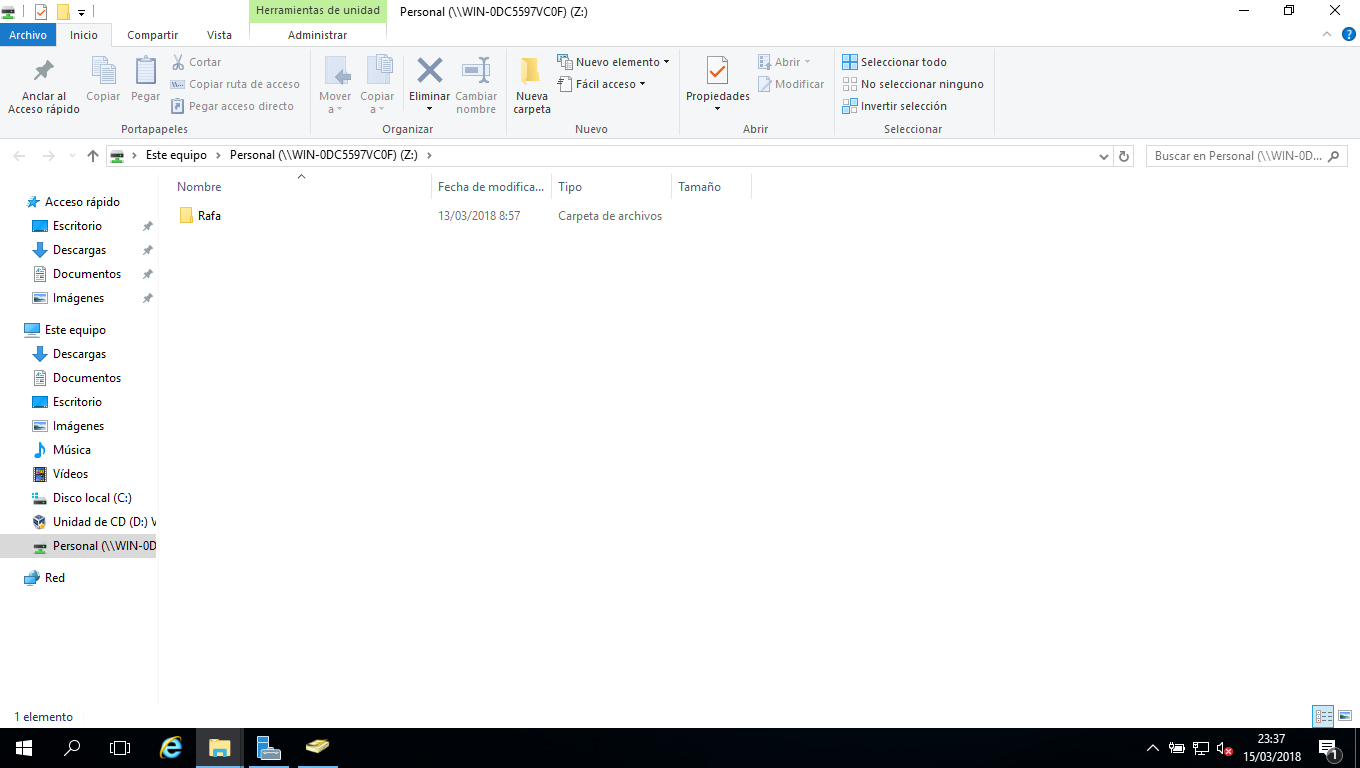 Herramientas de unidad
Personal (\\WIN-0DC5597VC0F) (Z:)
Archivo
Inicio
Compartir
Vista
Administrar
Anclar al
Acceso rápido
Copiar
Pegar
Cortar
Copiar ruta de acceso
Pegar acceso directo
Portapapeles
Mover
a
Copiar
a
Eliminar
Cambiar
nombre
Organizar
Nueva
carpeta
Nuevo elemento
Fácil acceso
Nuevo
Propiedades
Abrir
Modificar
Abrir
Seleccionar todo
No seleccionar ninguno
Invertir selección
Seleccionar
Este equipo
Personal (\\WIN-0DC5597VC0F) (Z:)
Buscar en Personal (\\WIN-0D...
Nombre
Fecha de modifica...
Tipo
Tamaño
Rafa
13/03/2018 8:57
Carpeta de archivos
Acceso rápido
Escritorio
Descargas
Documentos
Imágenes
Este equipo
Descargas
Documentos
Escritorio
Imágenes
Música
Vídeos
Disco local (C:)
Unidad de CD (D:) V
Personal (\\WIN-0D
Red
1 elemento
23:37
15/03/2018
1